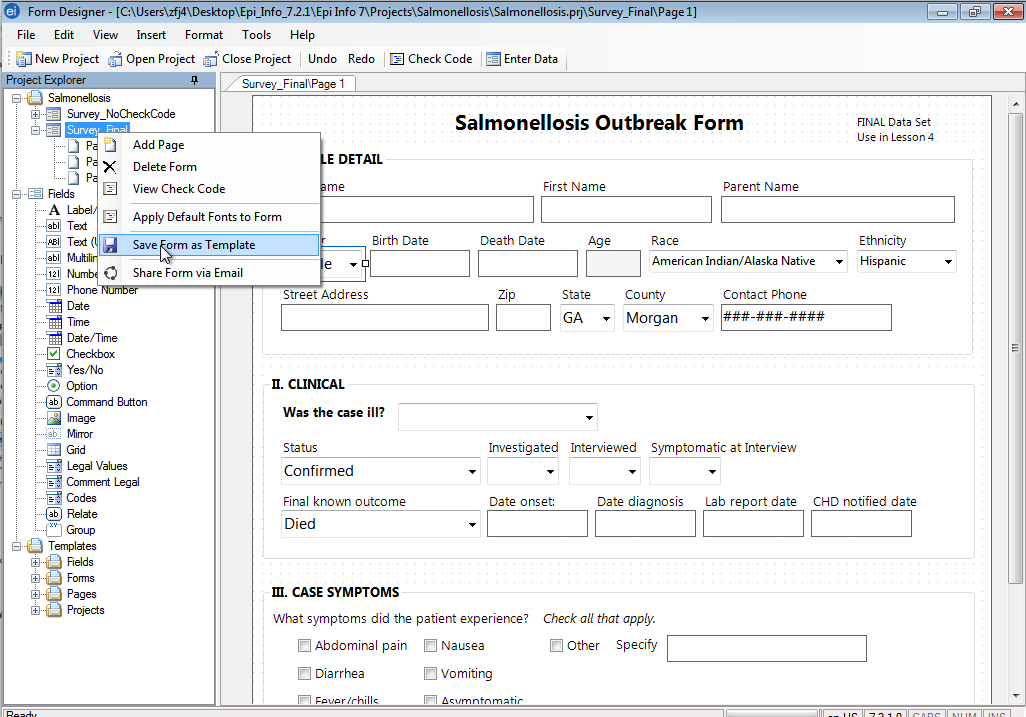 Form Designer - [C:\Users\zfj4\Desktop\Epi_Info_7.2.1\Epi Info 7\Projects\Salmonellosis\Salmonellosis.prj\Survey_Final\Page 1]
File Edit View Insert Format Tools Help
New Project Open Project Close Project Undo Redo Check Code Enter Data
Project Explorer
Survey_Final\Page 1
Salmonellosis
Survey_NoCheckCode
Survey_Final
Pa
Pa
Pa
Fields
Label/
Text
Text (
Multilin
Numbe
Phone Number
Date
Time
Date/Time
Checkbox
Yes/No
Option
Command Button
Image
Mirror
Grid
Legal Values
Comment Legal
Codes
Relate
Group
Templates
Fields
Forms
Pages
Projects
Add Page
Delete Form
View Check Code
Apply Default Fonts to Form
Save Form as Template
Share Form via Email
Salmonellosis Outbreak Form
FINAL Data Set
Use in Lesson 4
LE DETAIL
ame First Name Parent Name
r Birth Date Death Date Age Race Ethnicity
le American Indian/Alaska Native Hispanic
Street Address Zip State County Contact Phone
GA Morgan ###-###-####
II. CLINICAL
Was the case ill?
Status Investigated Interviewed Symptomatic at Interview
Confirmed
Final known outcome Date onset: Date diagnosis Lab report date CHD notified date
Died
III. CASE SYMPTOMS
What symptoms did the patient experience? Check all that apply.
Abdominal pain Nausea Other Specify
Diarrhea Vomiting
Fever/chills Asymptomatic
Ready en-US 7.2.1.0 CAPS NUM INS